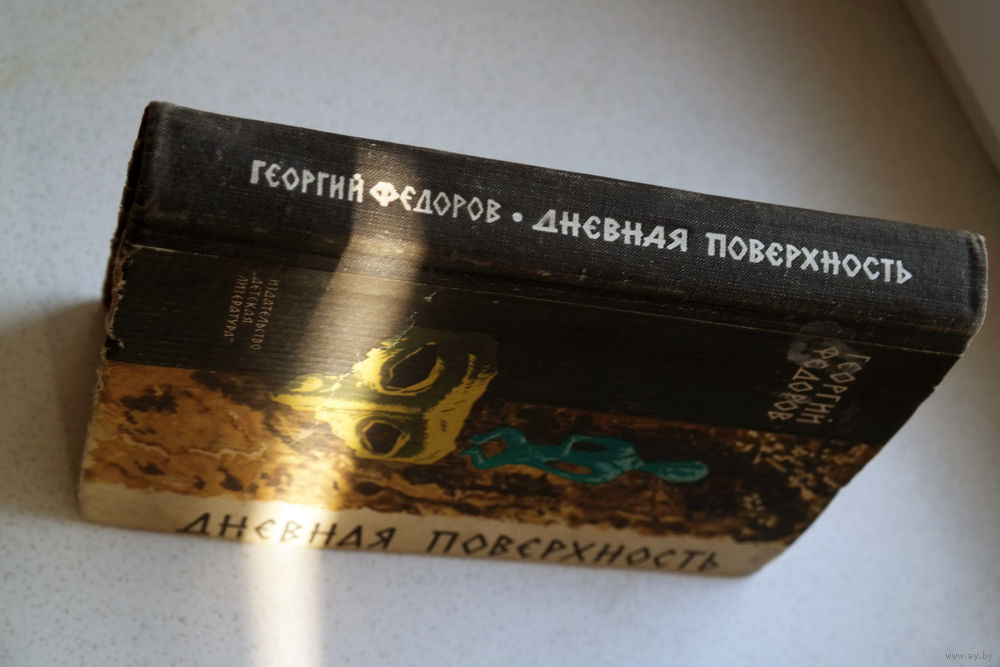 ГЕОРГИЙ ФЕДОРОВ • ДНЕВНАЯ ПОВЕРХНОСТЬ
ИЗДАТЕЛЬСТВО
„ДЕТСКАЯ
ЛИТЕРАТУРА"
ГЕОРГИЙ
ФЕДОРОВ
ДНЕВНАЯ ПОВЕРХНОСТЬ
www.ay.by